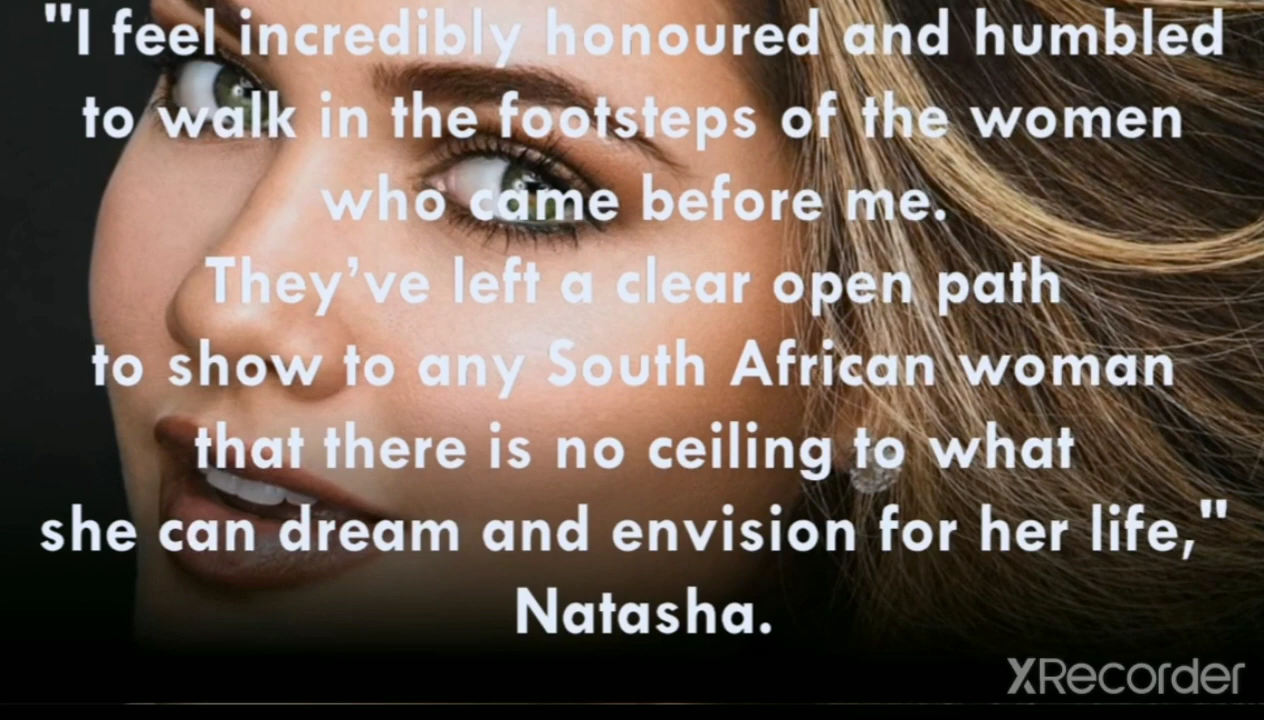 "I feel incredibly honoured and humbled
to walk in the footsteps of the women
who came before me.
They’ve left a clear open path
to show to any South African woman
that there is no ceiling to what
she can dream and envision for her life,"
Natasha.
XRecorder